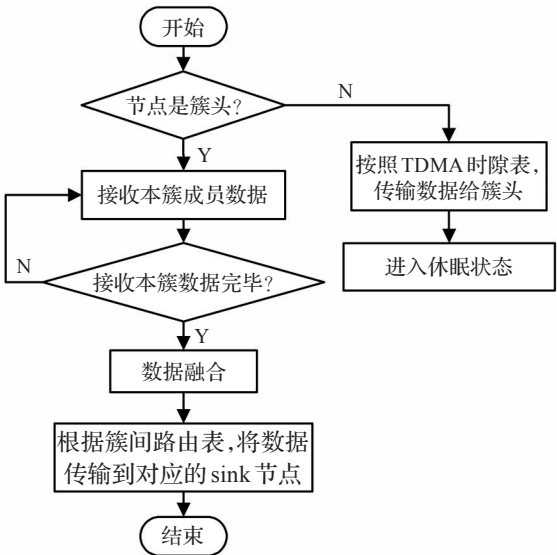 开始
节点是簇头?
N
Y
按照TDMA时隙表，
传输数据给簇头
接收本簇成员数据
进入休眠状态
N
接收本簇数据完毕?
Y
数据融合
根据簇间路由表，将数据
传输到对应的sink节点
结束